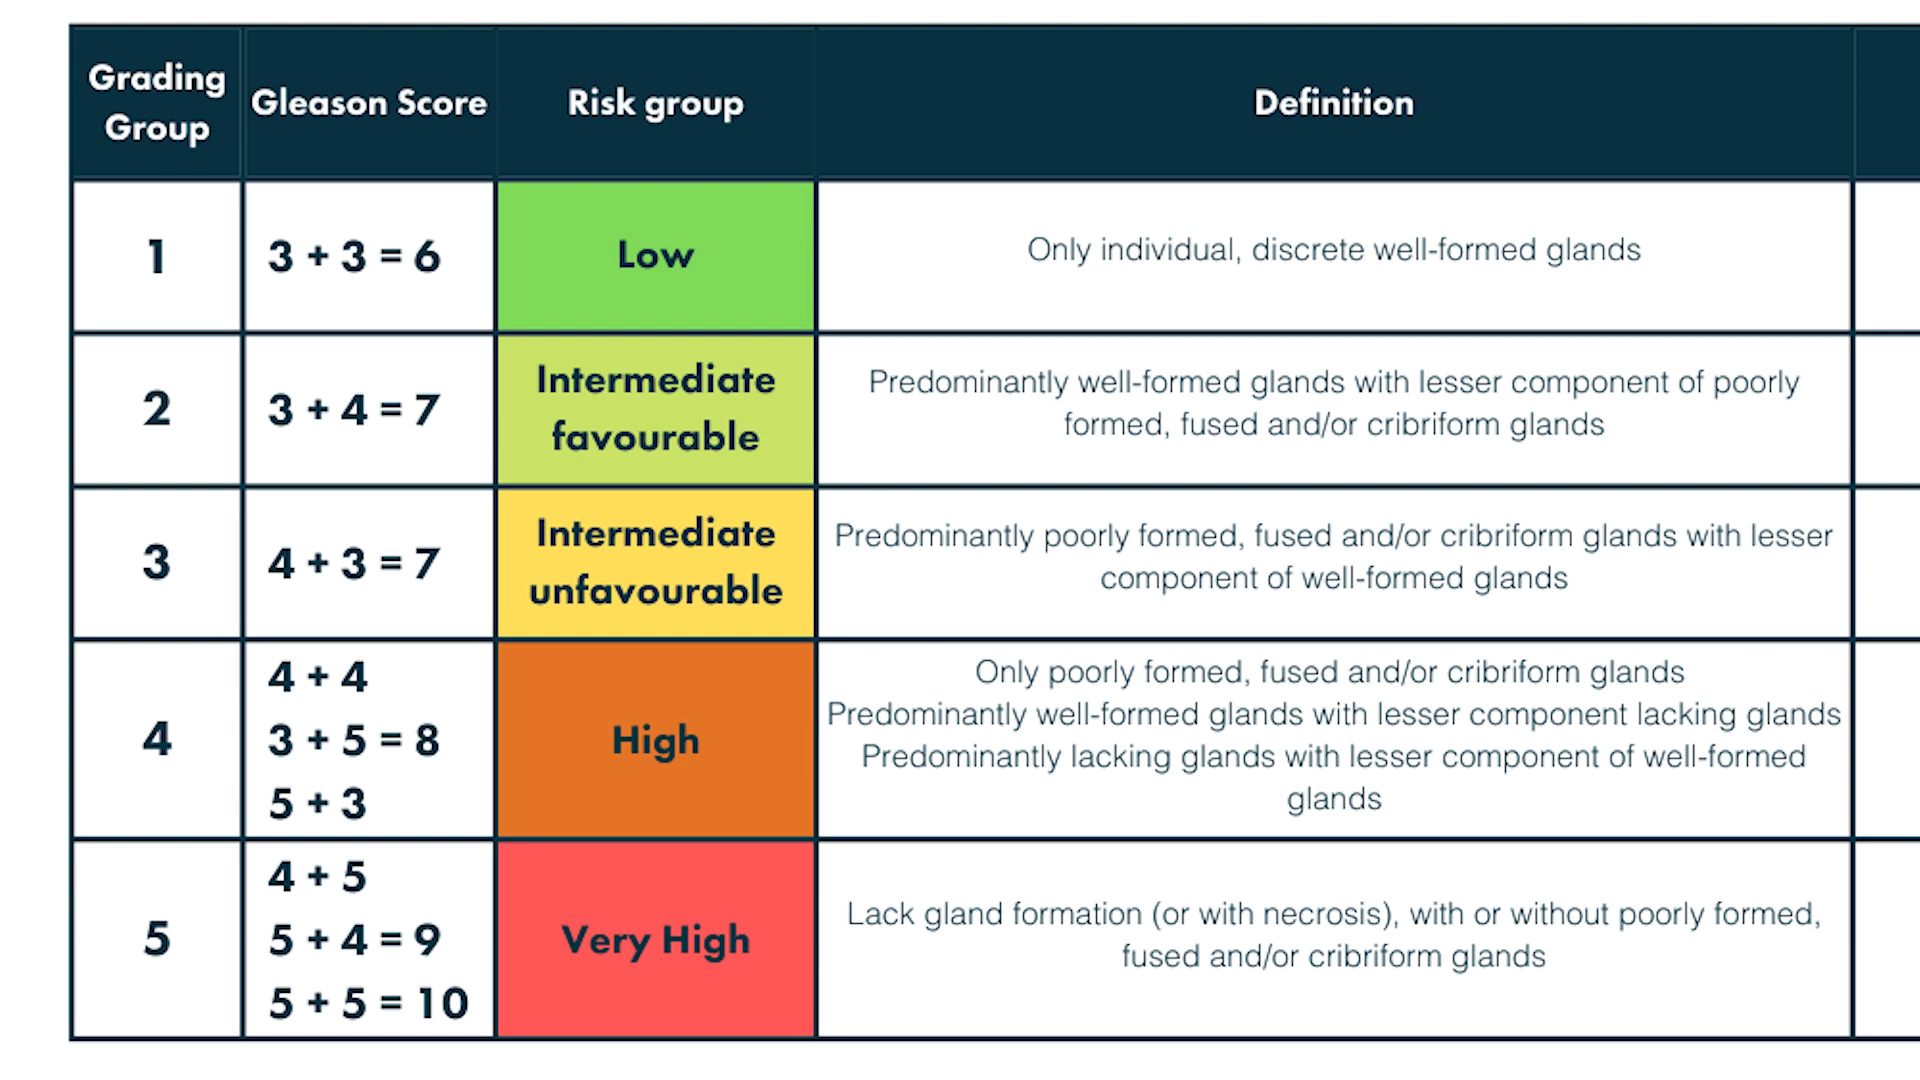 Grading
Group
Gleason Score
Risk group
Definition
1
3 + 3 = 6
Low
Only individual, discrete well-formed glands
2
3 + 4 = 7
Intermediate
favourable
Predominantly well-formed glands with lesser component of poorly
formed, fused and/or cribriform glands
3
4 + 3 = 7
Intermediate
unfavourable
Predominantly poorly formed, fused and/or cribriform glands with lesser
component of well-formed glands
4
4 + 4
3 + 5 = 8
5 + 3
High
Only poorly formed, fused and/or cribriform glands
Predominantly well-formed glands with lesser component lacking glands
Predominantly lacking glands with lesser component of well-formed
glands
5
4 + 5
5 + 4 = 9
5 + 5 = 10
Very High
Lack gland formation (or with necrosis), with or without poorly formed,
fused and/or cribriform glands